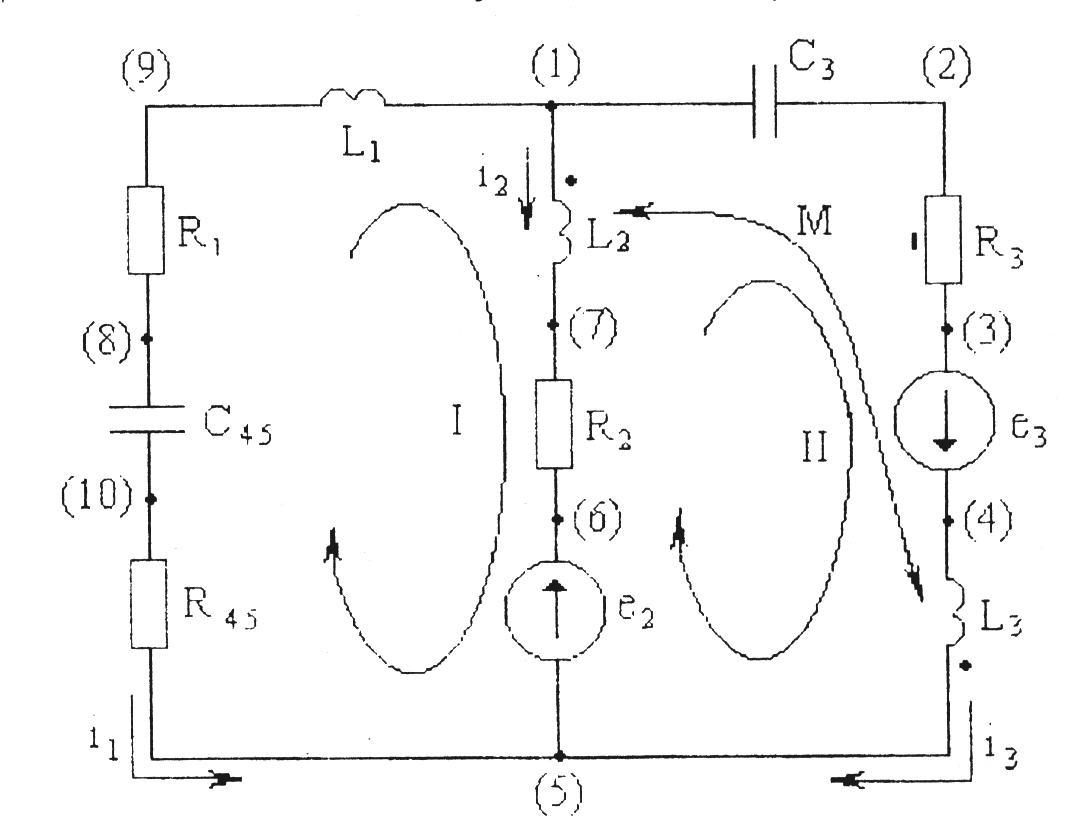 (9)
(1)
C3
(2)
L1
i2
M
R1
L2
R3
(8)
(7)
(3)
C45
I
R2
II
e3
(10)
(6)
(4)
R45
e2
L3
i1
i3
(5)